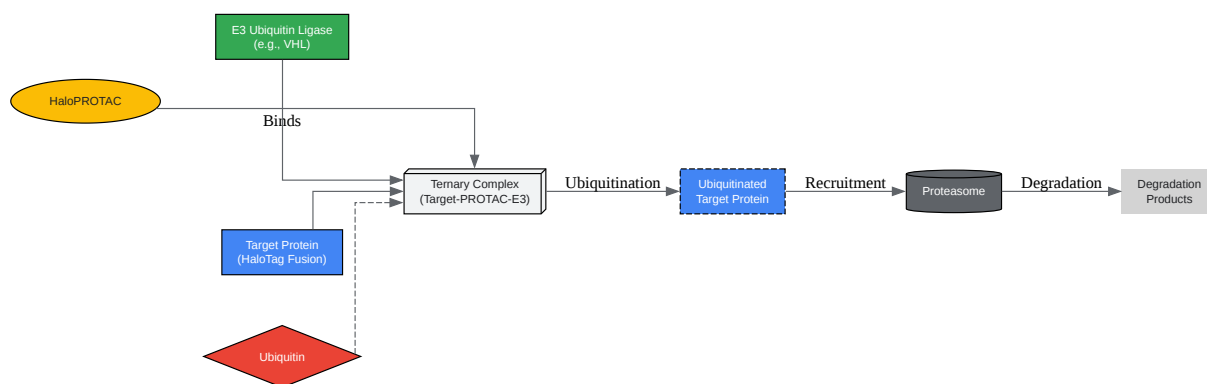 E3 Ubiquitin Ligase
(e.g., VHL)
HaloPROTAC
Binds
Ternary Complex
(Target-PROTAC-E3)
Ubiquitination
Ubiquitinated
Target Protein
Recruitment
Proteasome
Degradation
Degradation
Products
Target Protein
(HaloTag Fusion)
Ubiquitin